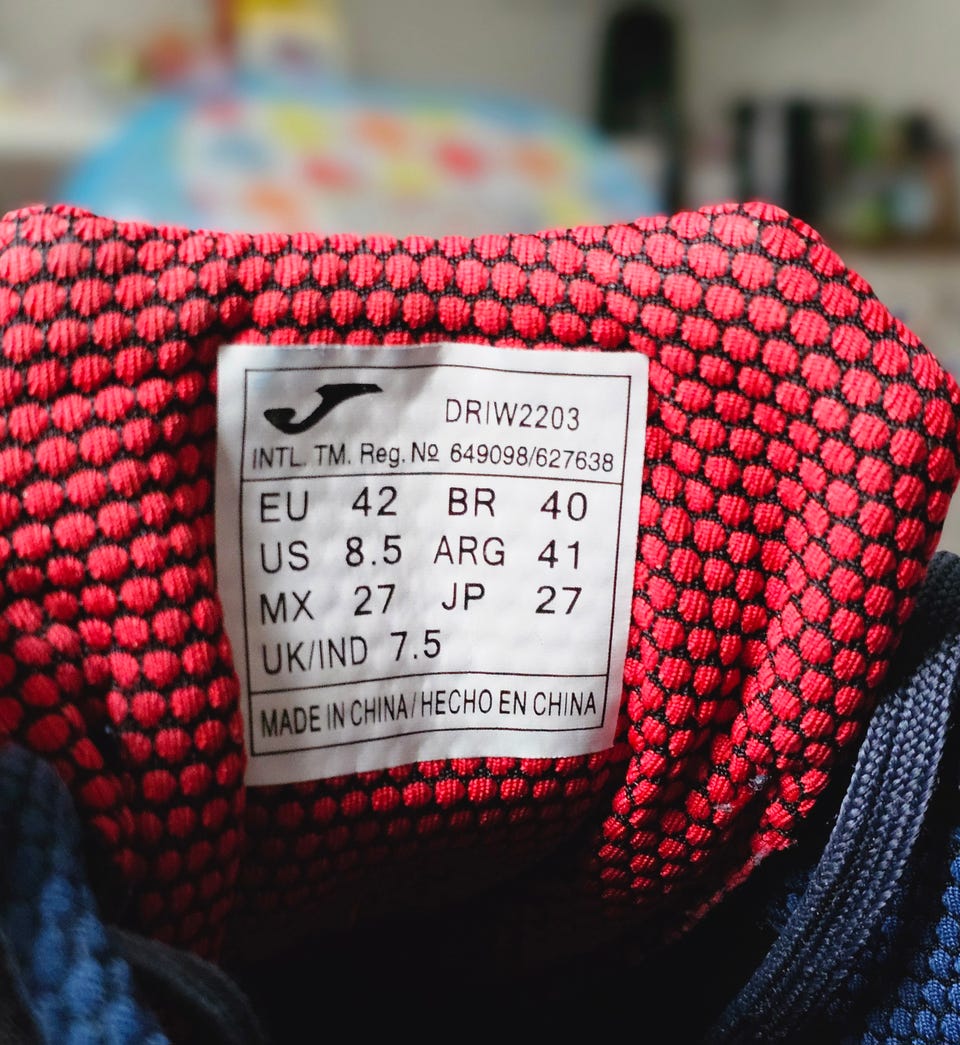 DRIW2203
INTL. TM. Reg. Nº 649098/627638
EU 42 BR 40
US 8.5 ARG 41
MX 27 JP 27
UK/IND 7.5
MADE IN CHINA/HECHO EN CHINA